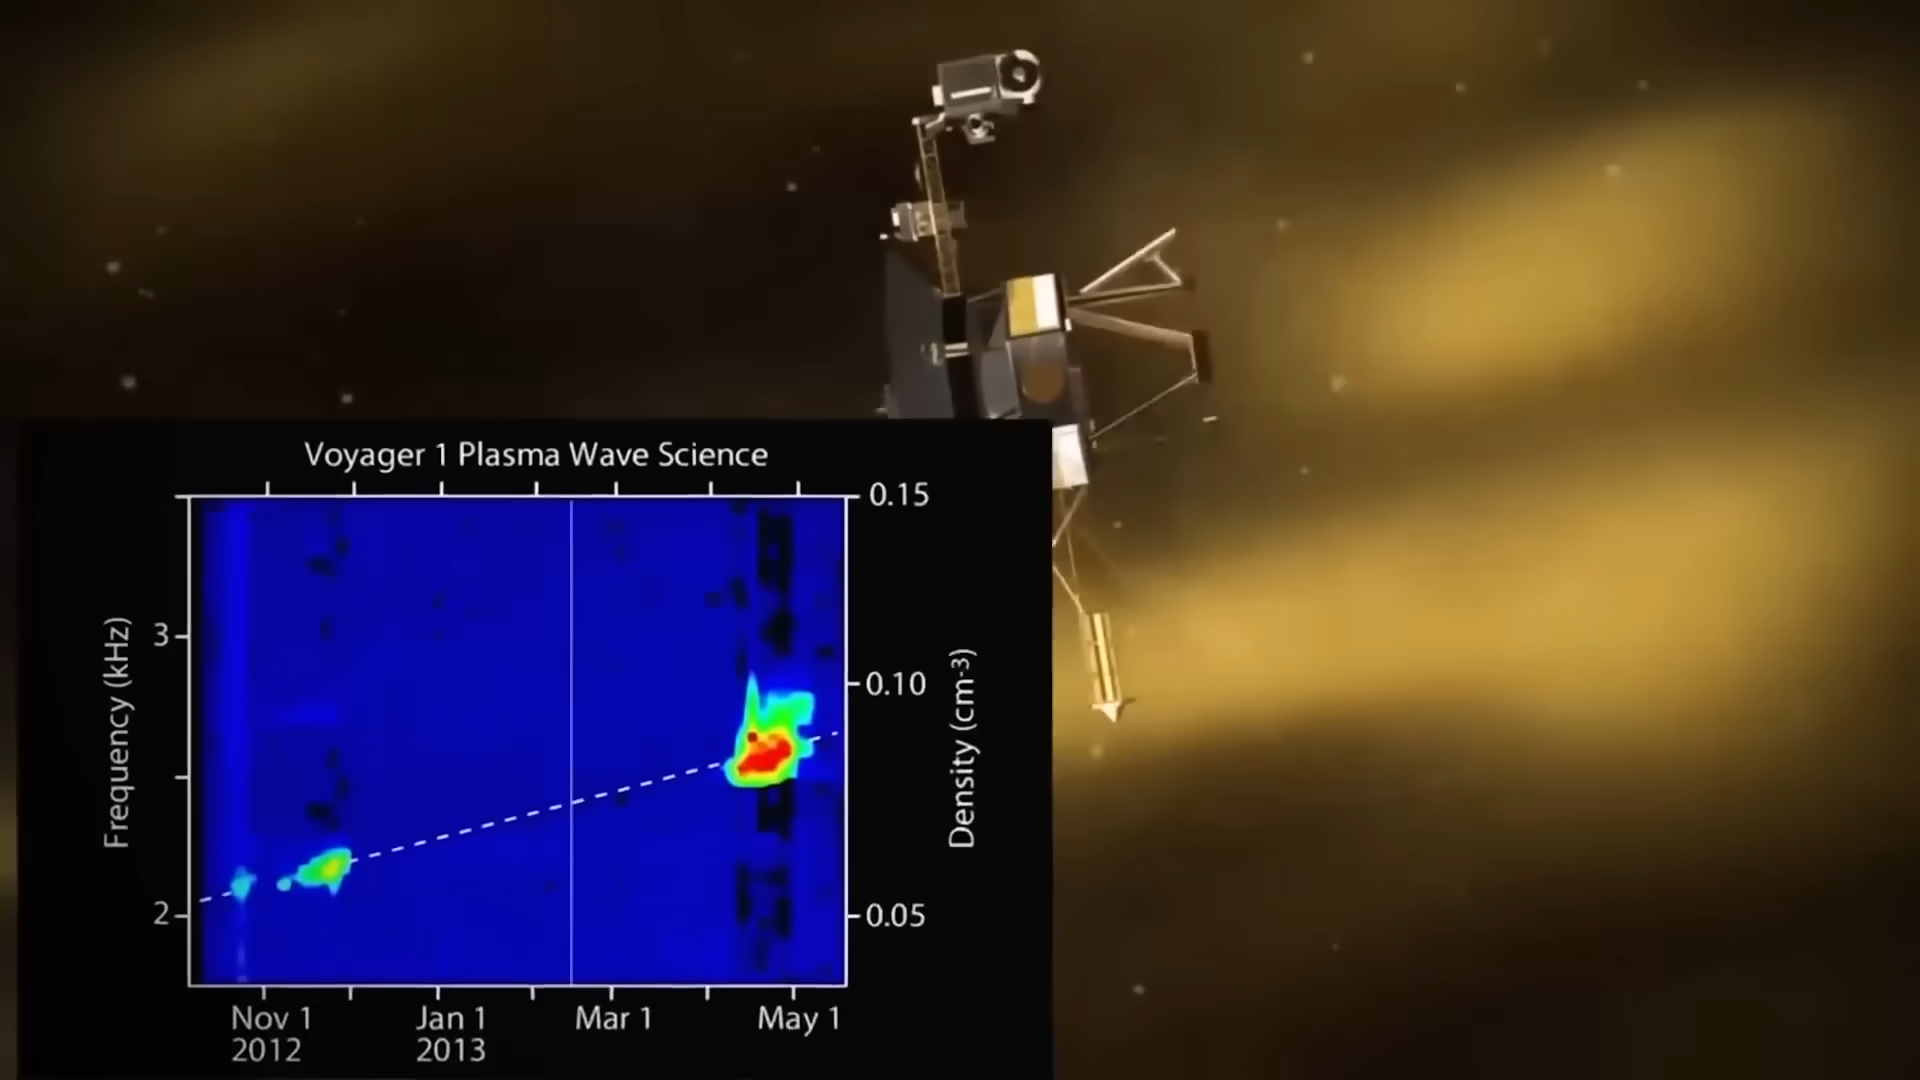 Voyager 1 Plasma Wave Science
0.15
3
0.10
Frequency (kHz)
Density (cm-3)
2
0.05
Nov 1
2012
Jan 1
2013
Mar 1
May 1